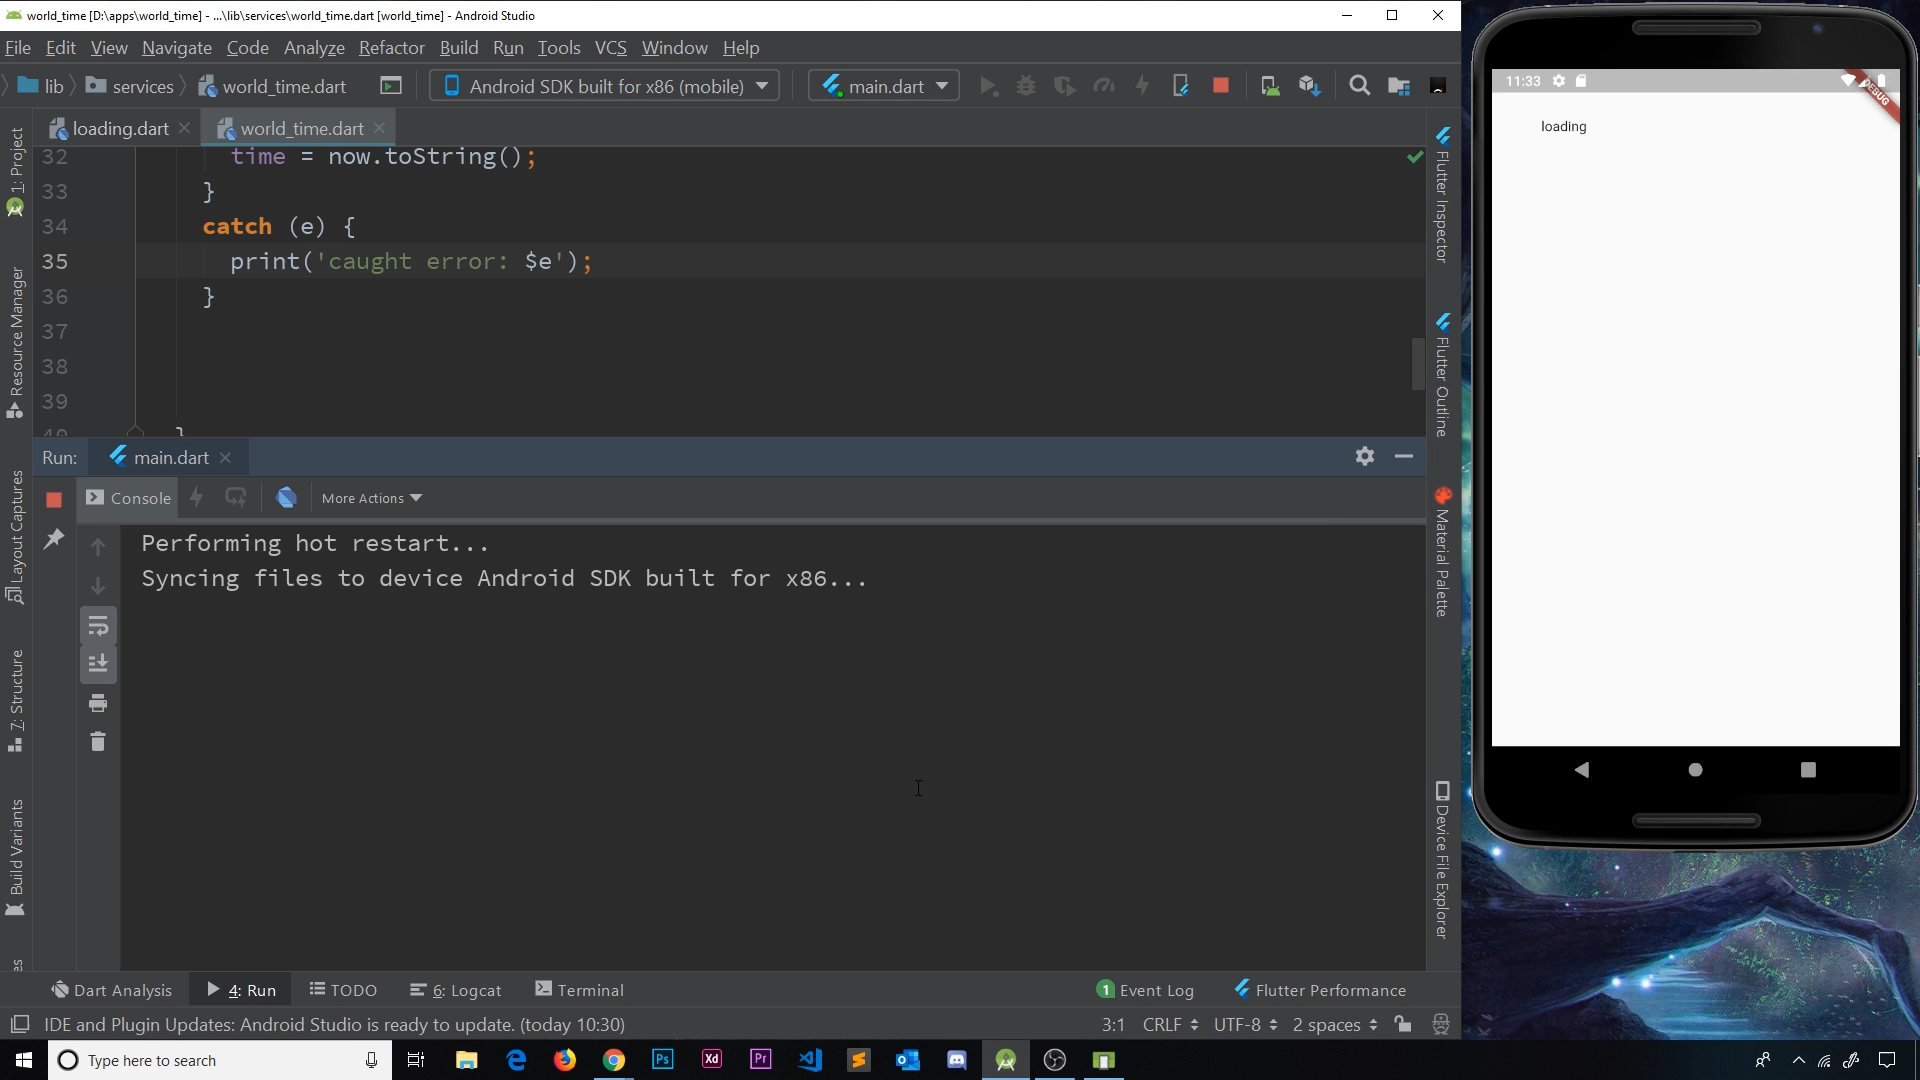 world_time [D:\apps\world_time] - ...\lib\services\world_time.dart [world_time] - Android Studio
File Edit View Navigate Code Analyze Refactor Build Run Tools VCS Window Help
lib services world_time.dart Android SDK built for x86 (mobile) main.dart
loading.dart world_time.dart
32 time = now.toString();
33 }
34 catch (e) {
35 print('caught error: $e');
36 }
37
38
39
40 }
Run: main.dart
Console More Actions
Performing hot restart...
Syncing files to device Android SDK built for x86...
1: Project
Resource Manager
Layout Captures
7: Structure
Build Variants
Flutter Inspector
Flutter Outline
Material Palette
Device File Explorer
Dart Analysis 4: Run TODO 6: Logcat Terminal 1 Event Log Flutter Performance
IDE and Plugin Updates: Android Studio is ready to update. (today 10:30) 3:1 CRLF UTF-8 2 spaces
Type here to search Ps Xd Pr
11:33
DEBUG
loading